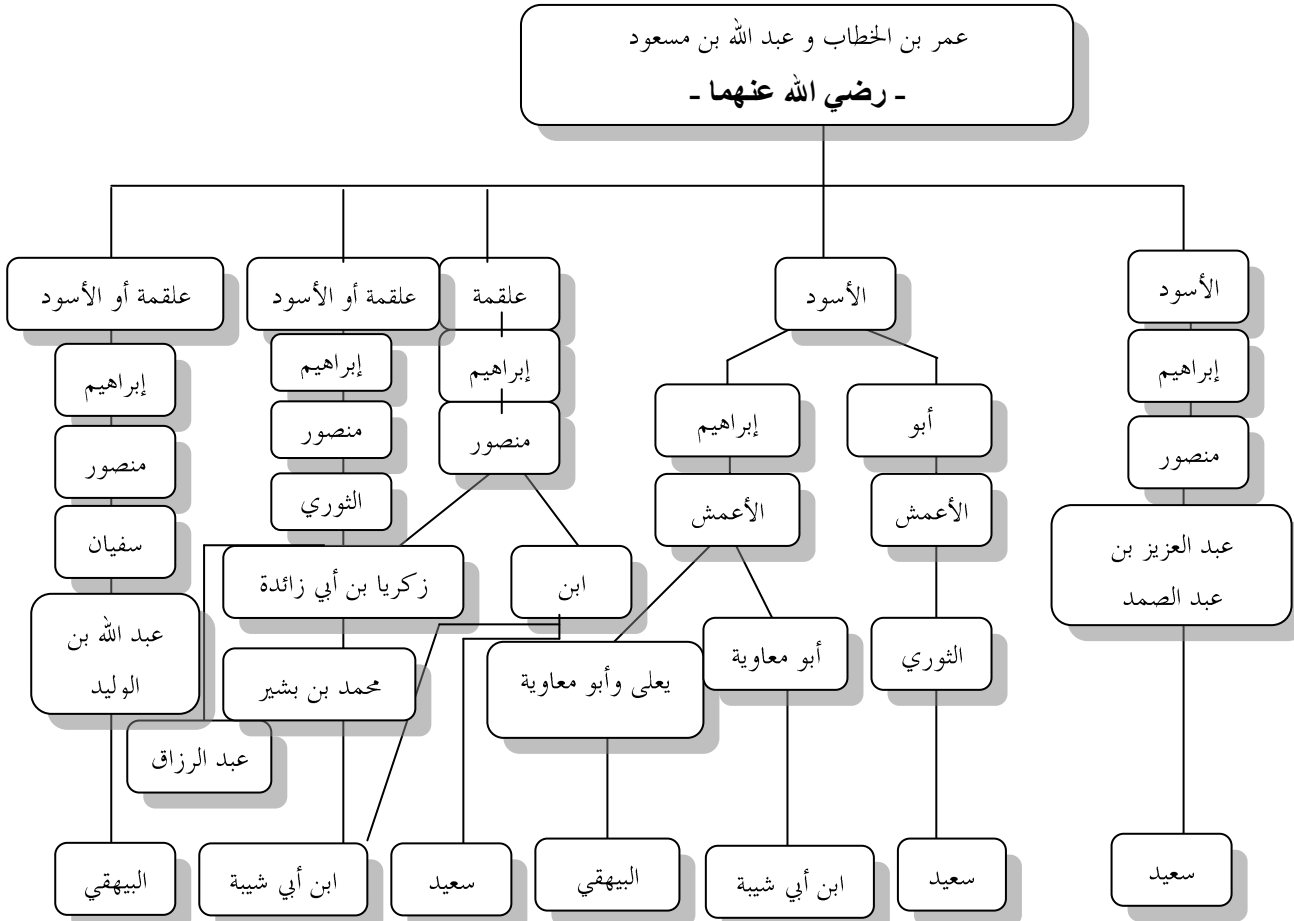 عمر بن الخطاب و عبد الله بن مسعود
ـ رضي الله عنهما ـ
الأسود
إبراهيم
منصور
عبد العزيز بن
عبد الصمد
سعيد
الأسود
أبو
الأعمش
الثوري
سعيد
إبراهيم
الأعمش
أبو معاوية
ابن أبي شيبة
يعلى وأبو معاوية
البيهقي
علقمة
إبراهيم
منصور
ابن
سعيد
زكريا بن أبي زائدة
محمد بن بشير
ابن أبي شيبة
علقمة أو الأسود
إبراهيم
منصور
الثوري
عبد الرزاق
علقمة أو الأسود
إبراهيم
منصور
سفيان
عبد الله بن
الوليد
البيهقي